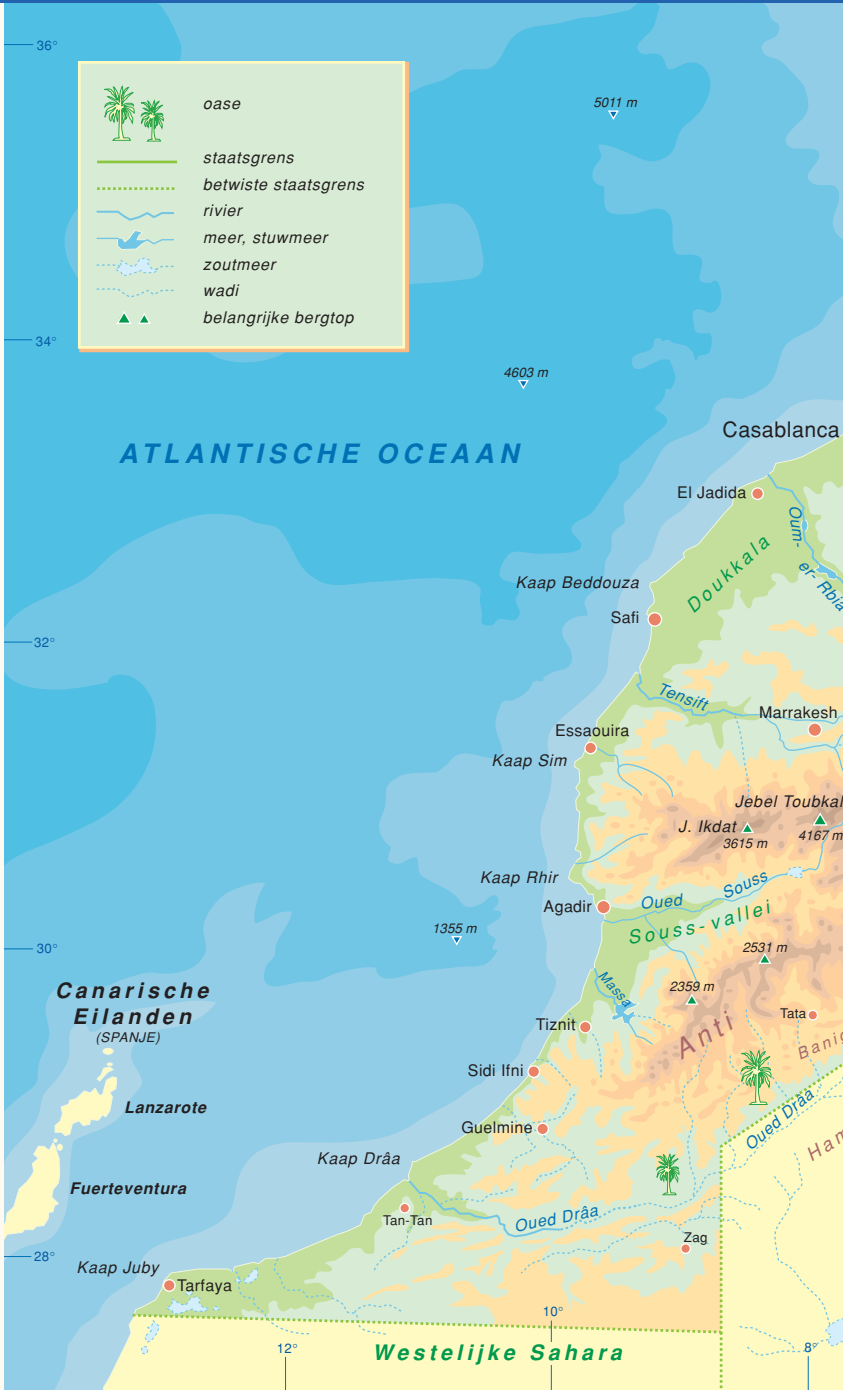 36°
oase
staatsgrens
betwiste staatsgrens
rivier
meer, stuwmeer
zoutmeer
wadi
belangrijke bergtop
5011 m
34°
4603 m
ATLANTISCHE OCEAAN
Casablanca
El Jadida
Oum-
er- Rbia
Doukkala
Kaap Beddouza
Safi
32°
Tensift
Marrakesh
Essaouira
Kaap Sim
Jebel Toubkal
J. Ikdat
3615 m
4167 m
Kaap Rhir
Agadir
Oued Souss
Souss-vallei
1355 m
30°
2531 m
2359 m
Massa
Canarische
Eilanden
(SPANJE)
Tiznit
Tata
Anti
Sidi Ifni
Lanzarote
Guelmine
Oued Drâa
Kaap Drâa
Fuerteventura
Tan-Tan
Oued Drâa
Zag
28°
Kaap Juby
Tarfaya
10°
12°
Westelijke Sahara
8°